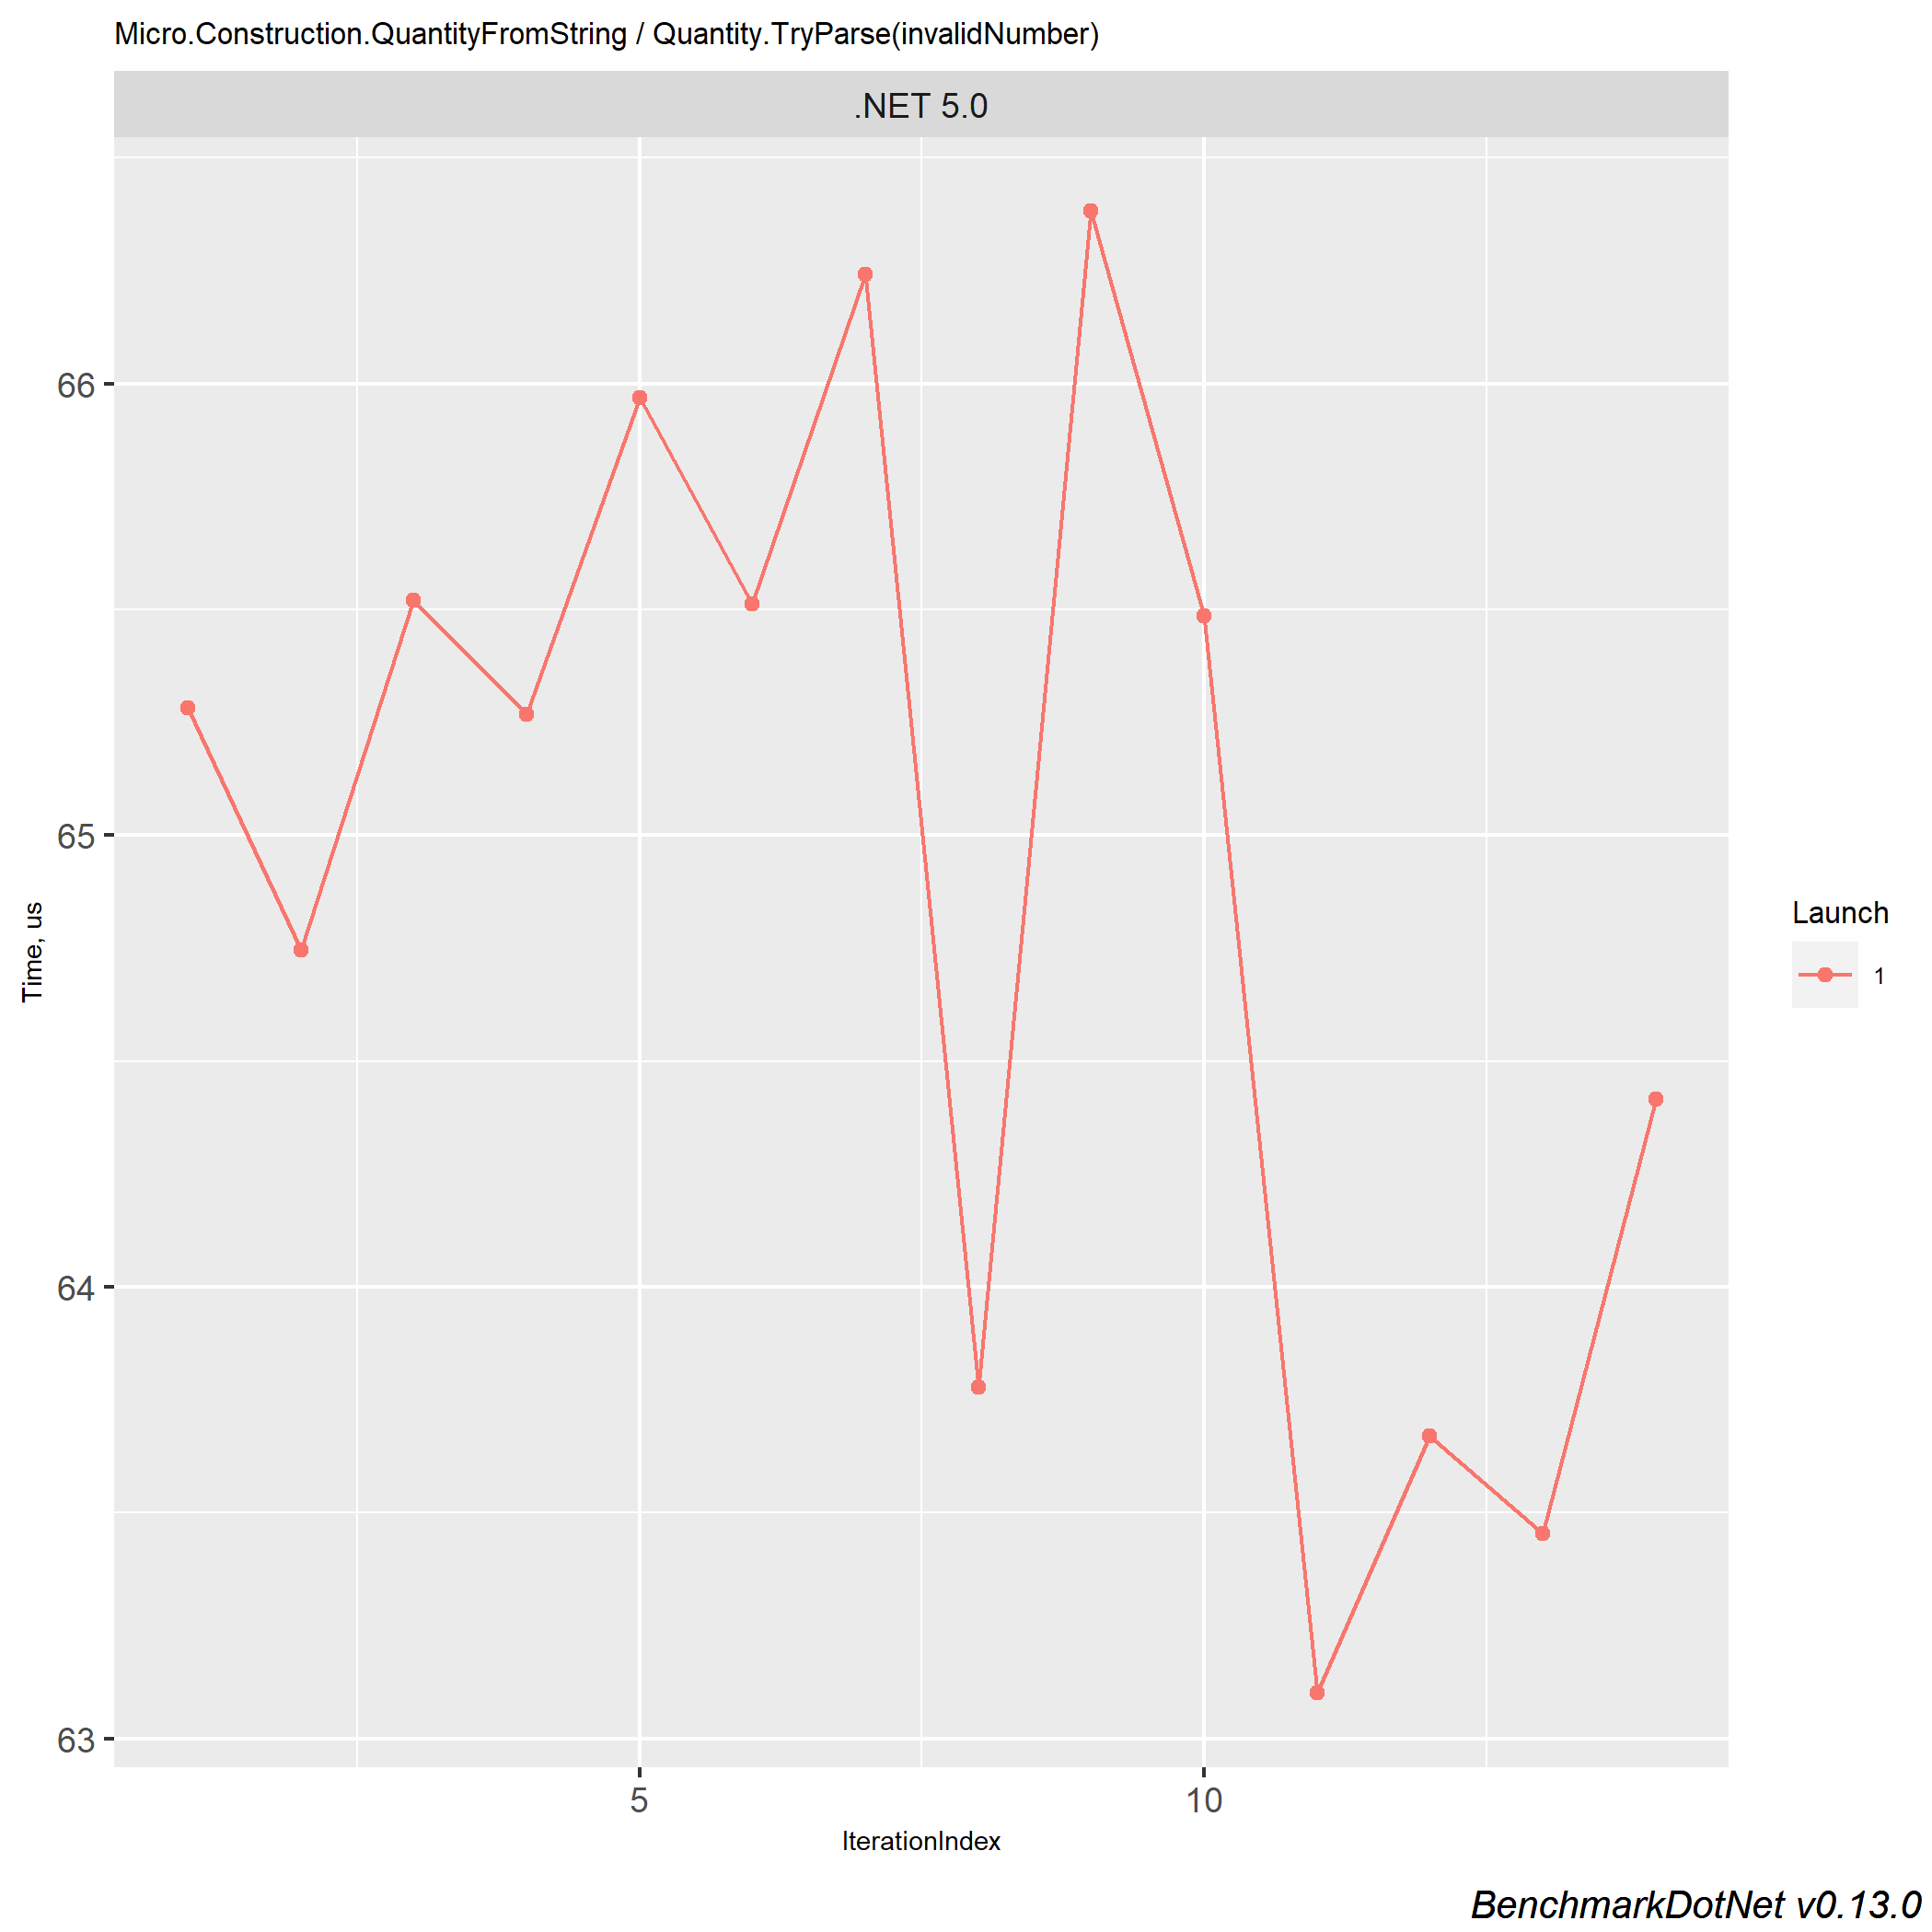 Micro.Construction.QuantityFromString / Quantity.TryParse(invalidNumber)
.NET 5.0
66
65
64
63
Time, us
5
10
IterationIndex
Launch
1
BenchmarkDotNet v0.13.0